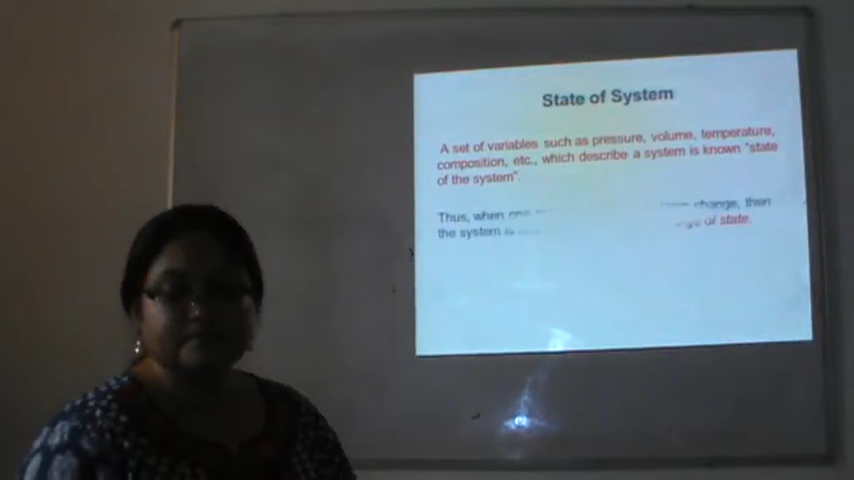 State of System
A set of variables such as pressure, volume, temperature,
composition, etc., which describe a system is known "state
of the system".
Thus, when change, then
the system of state.